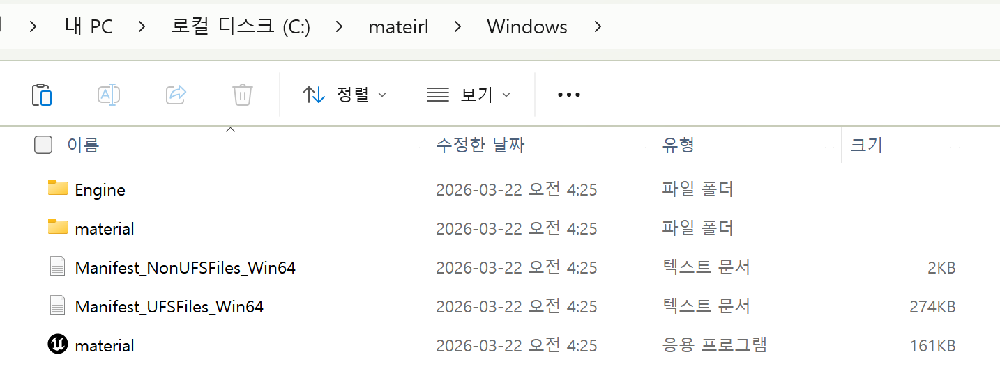 내 PC > 로컬 디스크 (C:) > mateirl > Windows >
정렬 보기
이름 수정한 날짜 유형 크기
Engine 2026-03-22 오전 4:25 파일 폴더
material 2026-03-22 오전 4:25 파일 폴더
Manifest_NonUFSFiles_Win64 2026-03-22 오전 4:25 텍스트 문서 2KB
Manifest_UFSFiles_Win64 2026-03-22 오전 4:25 텍스트 문서 274KB
material 2026-03-22 오전 4:25 응용 프로그램 161KB